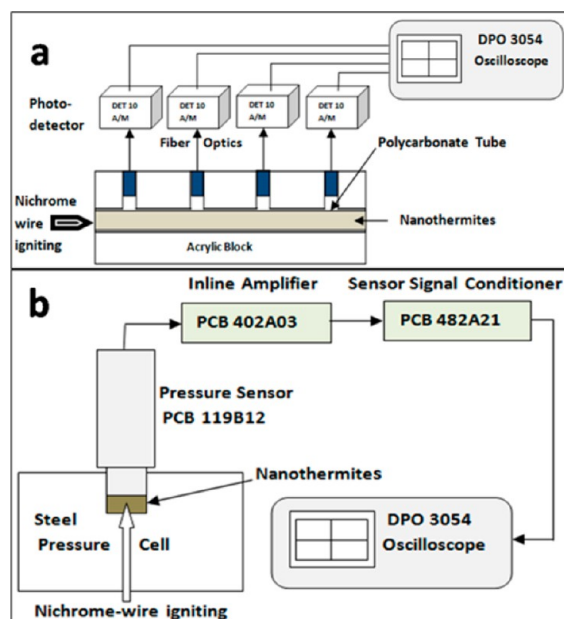 a
DPO 3054
Oscilloscope
Photo-
detector
DET 10
A/M
DET 10
A/M
DET 10
A/M
DET 10
A/M
Fiber Optics
Polycarbonate Tube
Nichrome
wire
igniting
Nanothermites
Acrylic Block
b
Inline Amplifier
Sensor Signal Conditioner
PCB 402A03
PCB 482A21
Pressure Sensor
PCB 119B12
Nanothermites
Steel
Pressure Cell
DPO 3054
Oscilloscope
Nichrome-wire igniting